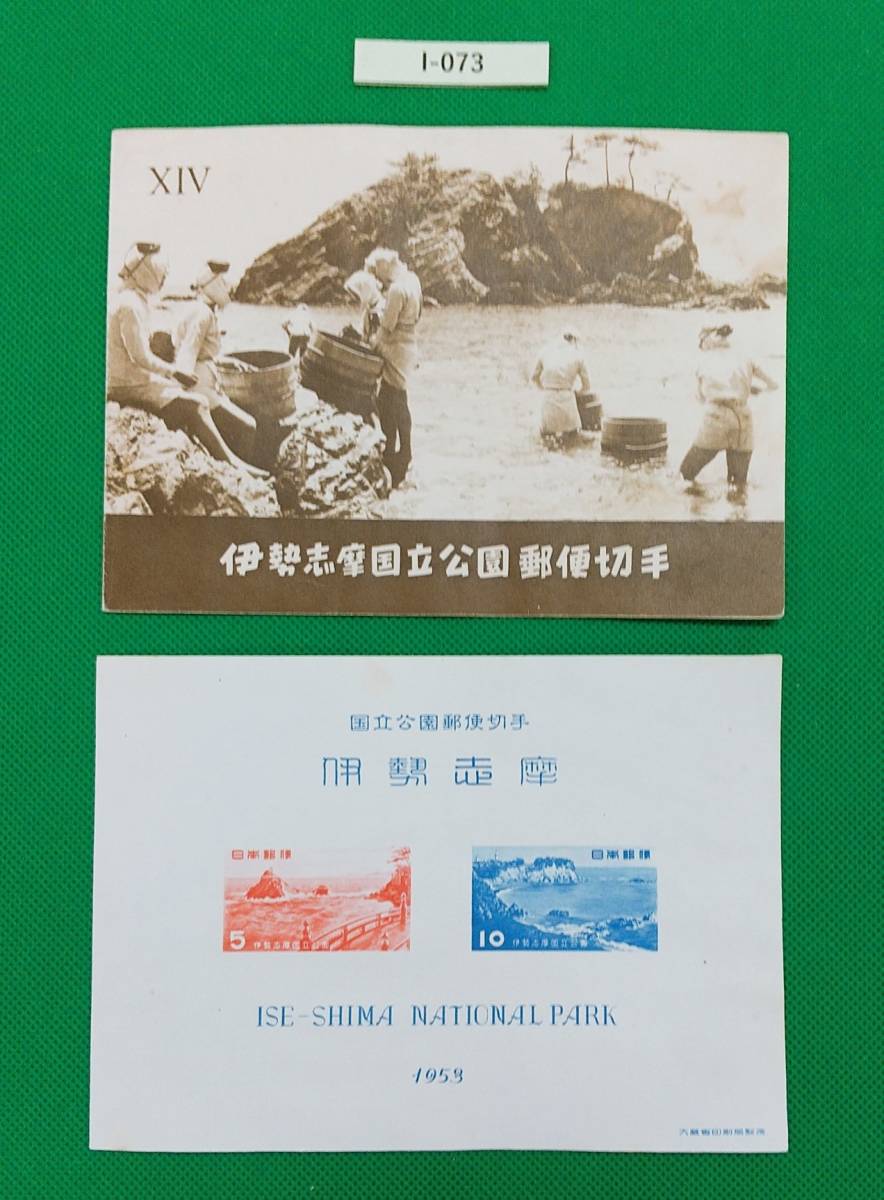 I-073
XIV
伊勢志摩国立公園郵便切手
国立公園郵便切手
伊勢志摩
日本郵便
5 伊勢志摩国立公園
日本郵便
10 伊勢志摩国立公園
ISE-SHIMA NATIONAL PARK
1953
大蔵省印刷局製造